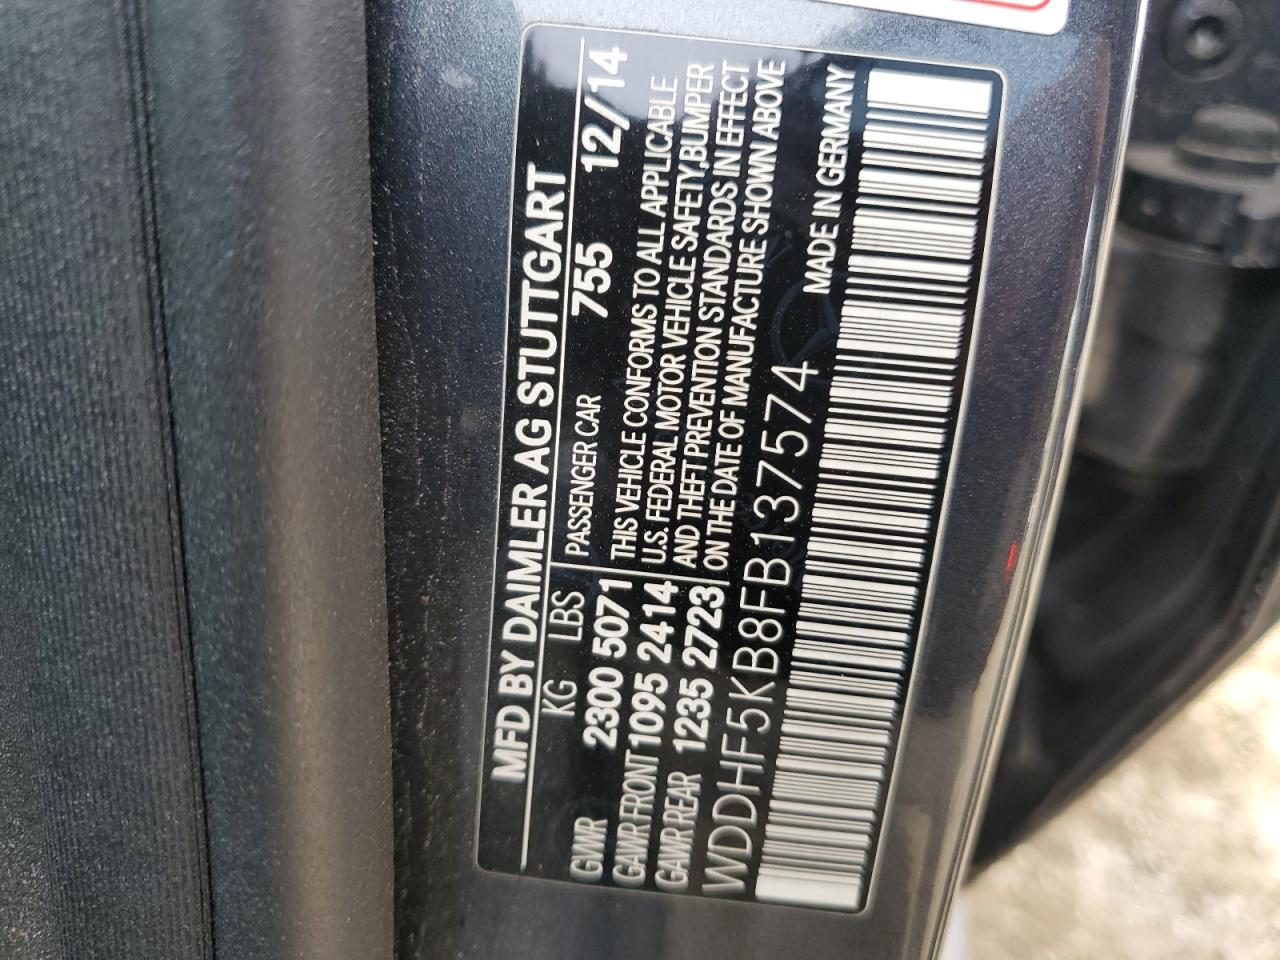 MFD BY DAIMLER AG STUTTGART
KG LBS PASSENGER CAR 755 12/14
GVWR 2300 5071 THIS VEHICLE CONFORMS TO ALL APPLICABLE
GAWR FRONT 1095 2414 U.S. FEDERAL MOTOR VEHICLE SAFETY,BUMPER
GAWR REAR 1235 2723 AND THEFT PREVENTION STANDARDS IN EFFECT
ON THE DATE OF MANUFACTURE SHOWN ABOVE
WDDHF5KB8FB137574 MADE IN GERMANY